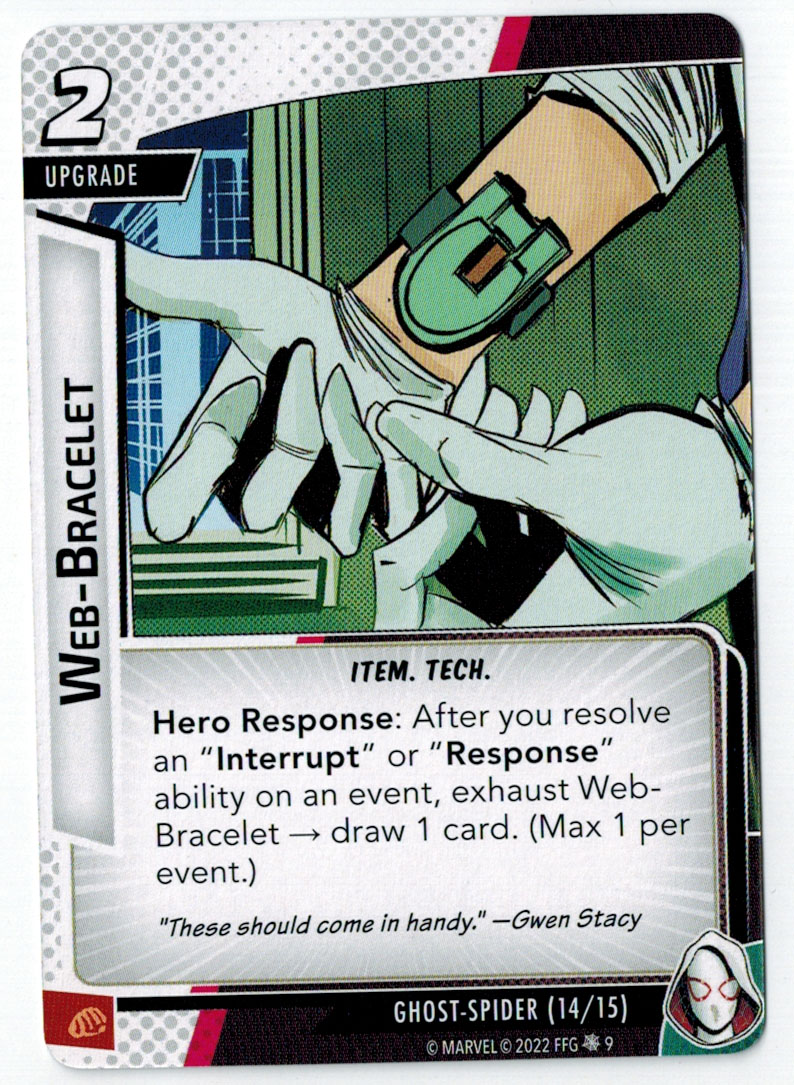 2
UPGRADE
WEB-BRACELET
ITEM. TECH.
Hero Response: After you resolve
an "Interrupt" or "Response"
ability on an event, exhaust Web-
Bracelet → draw 1 card. (Max 1 per
event.)
"These should come in handy." —Gwen Stacy
GHOST-SPIDER (14/15)
© MARVEL © 2022 FFG 9